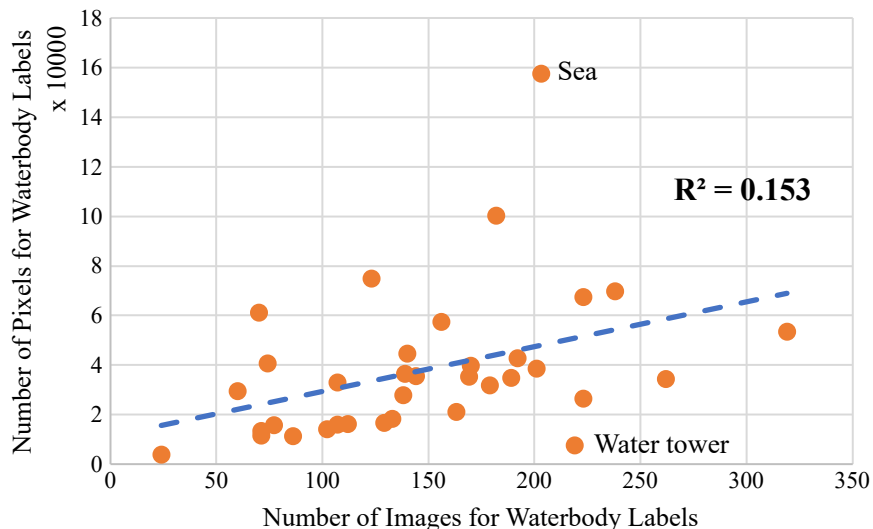 Number of Pixels for Waterbody Labels
x 10000
18
16
14
12
10
8
6
4
2
0
Sea
R² = 0.153
Water tower
0 50 100 150 200 250 300 350
Number of Images for Waterbody Labels